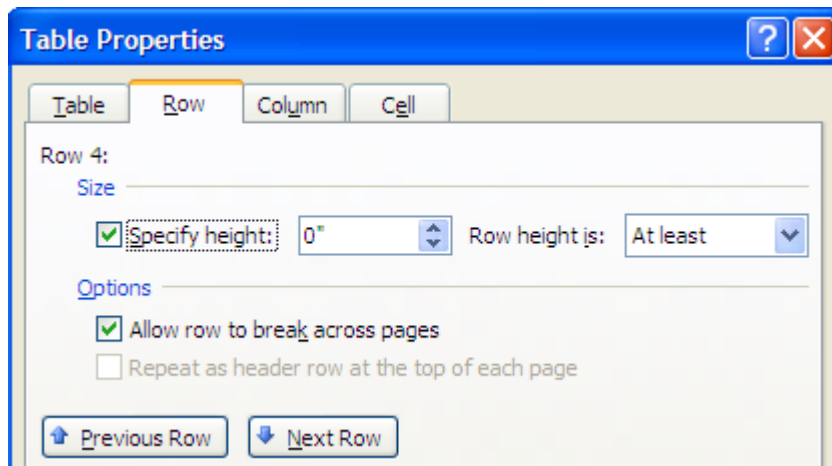 Table Properties
Table Row Column Cell
Row 4:
Size
Specify height: 0" Row height is: At least
Options
Allow row to break across pages
Repeat as header row at the top of each page
Previous Row Next Row